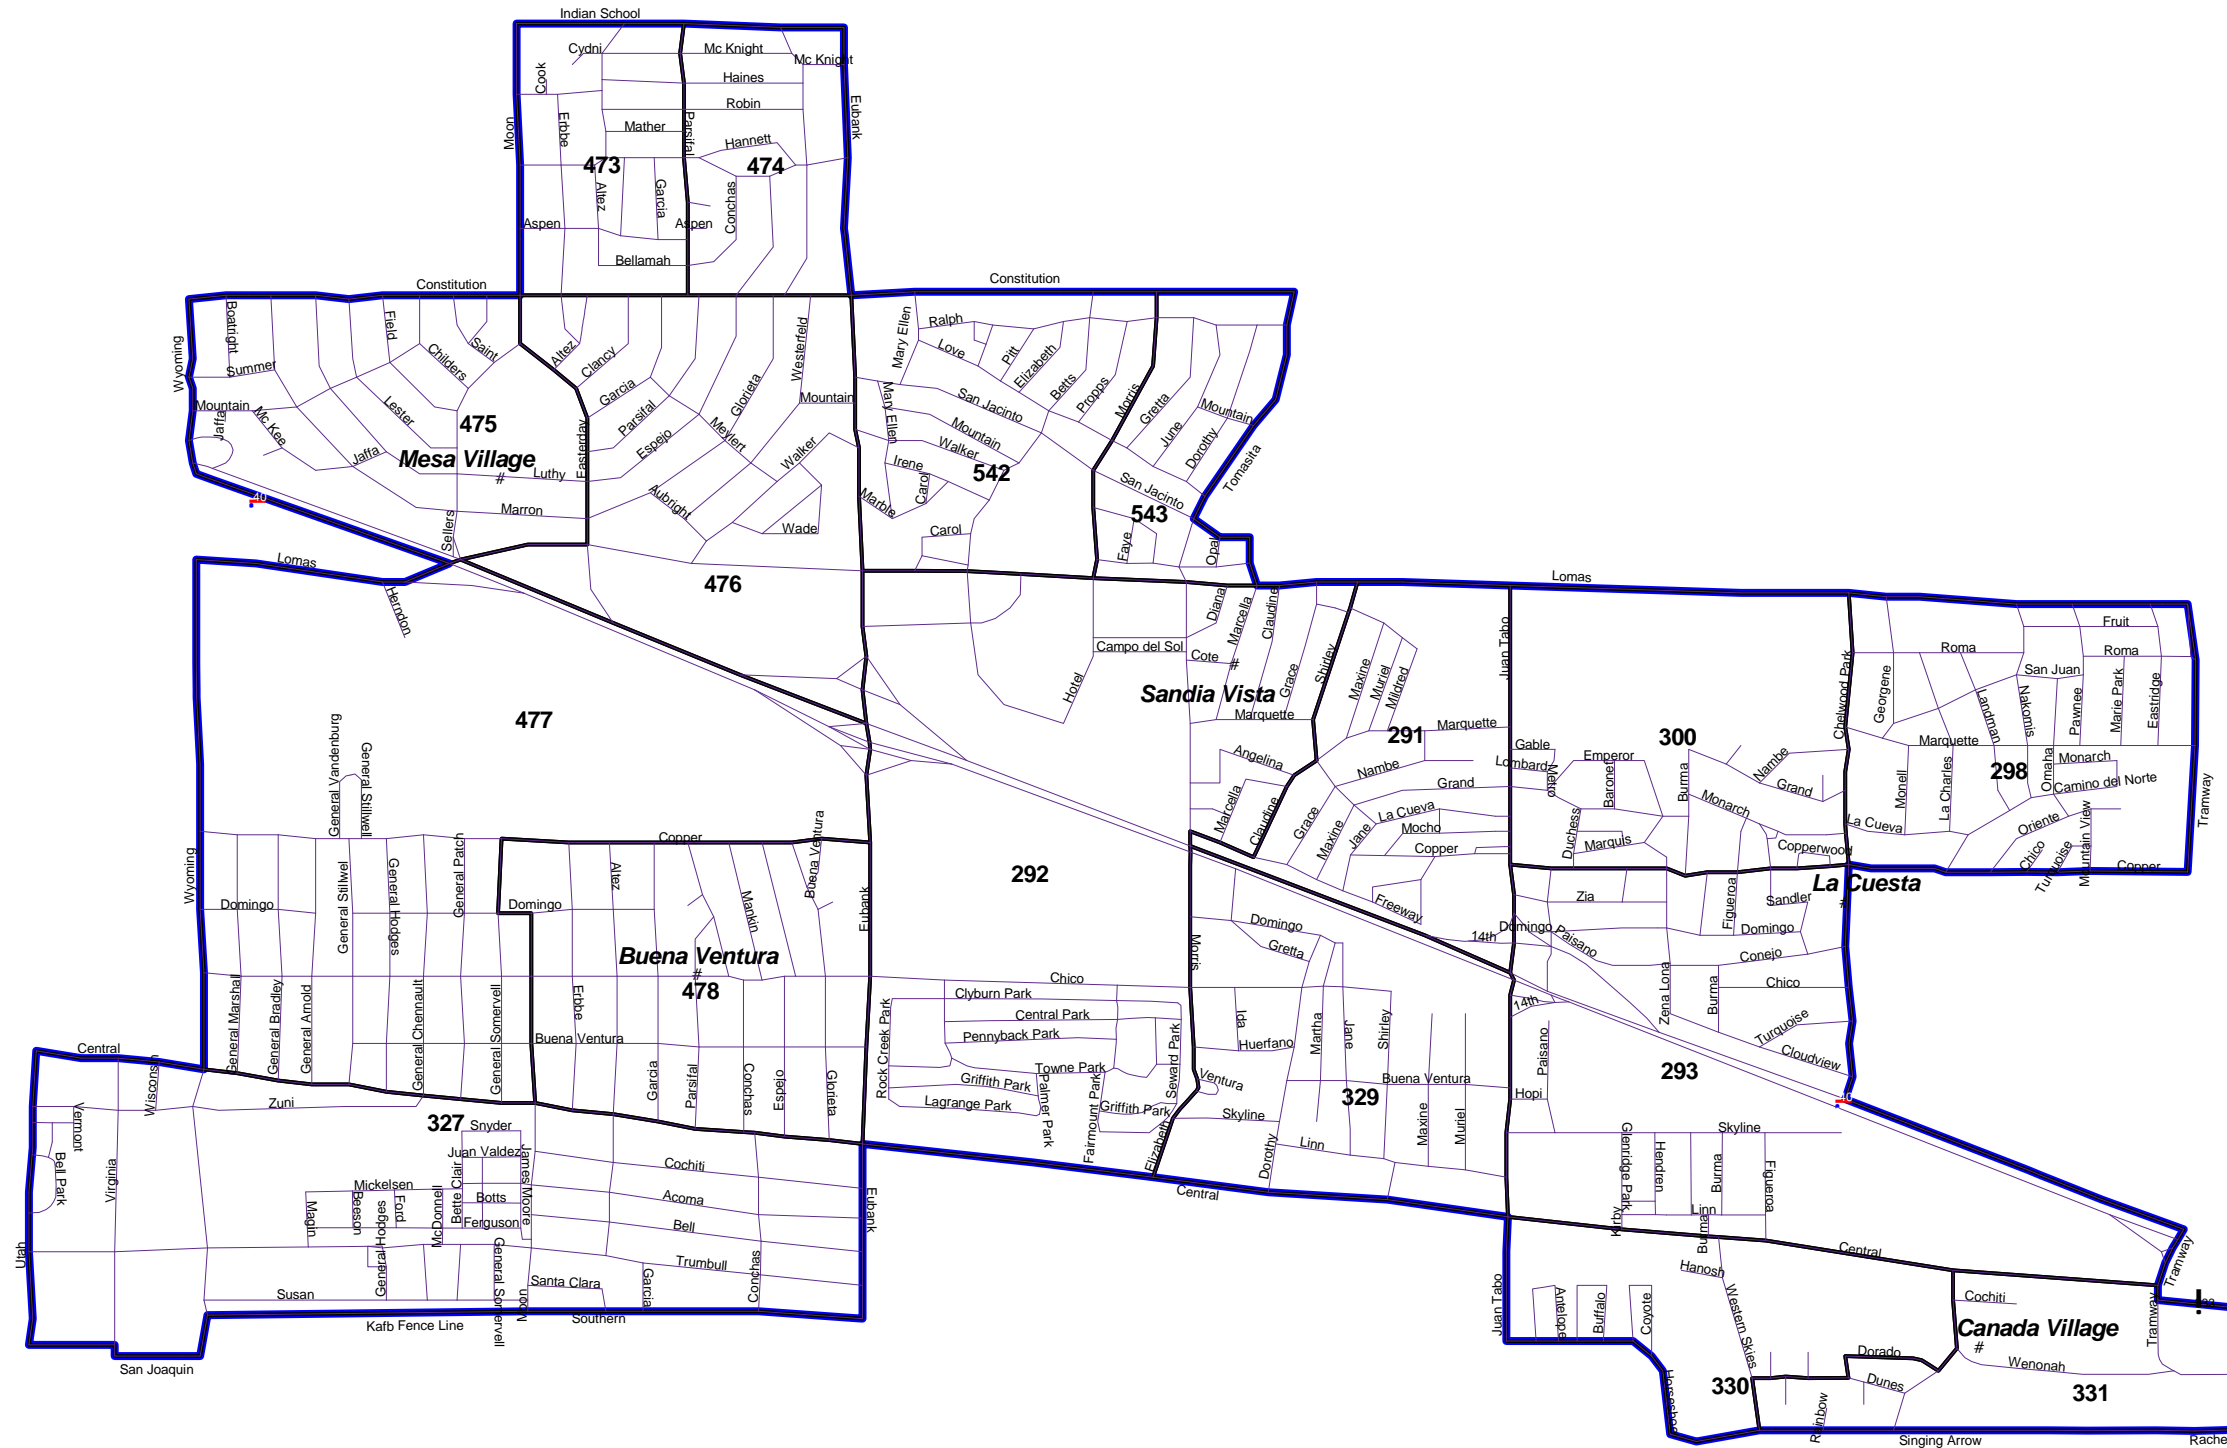 Indian School
Cydni
Mc Knight
Mc Knight
Cook
Haines
Robin
Eubank
Moon
Erbbe
Mather
Parsifal
Hannett
473
474
Altez
Garcia
Conchas
Aspen
Aspen
Bellamah
Constitution
Constitution
Wyoming
Boatright
Field
Saint
Childers
Summer
Altez
Clancy
Westerfeld
Mary Ellen
Ralph
Love
Pitt
Elizabeth
Betts
Propps
Morris
Gretta
June
Dorothy
Mountain
Tomasita
Mountain
Jaffa
Mc Kee
Lester
475
Jaffa
Mesa Village
#
Luthy
Easterday
Garcia
Parsifal
Espejo
Glorieta
Meylert
Mountain
Walker
Mary Ellen
San Jacinto
Mountain
Walker
Irene
542
Carol
Marble
San Jacinto
543
40
Marron
Sellers
Aubright
Wade
Carol
Faye
Opal
Lomas
Herndon
476
Lomas
Diana
Marcella
Claudine
Campo del Sol
Cote
#
Grace
Shirley
Maxine
Muriel
Mildred
Juan Tabo
Chelwood Park
Fruit
Roma
Roma
Georgene
San Juan
Landman
Nakomis
Pawnee
Marie Park
Eastridge
477
Hotel
Sandia Vista
Marquette
291
Marquette
300
Marquette
298
General Vandenburg
General Stillwell
Angelina
Nambe
Grand
Gable
Lombard
Metro
Emperor
Baronet
Burma
Nambe
Grand
Monarch
Monell
La Charles
Omaha
Monarch
Camino del Norte
Tramway
Marcella
Claudine
Grace
Maxine
Jane
La Cueva
Mocho
Copper
Duchess
Marquis
Copperwood
La Cueva
Oriente
Chico
Turquoise
Mountain View
Copper
Wyoming
Copper
Buena Ventura
292
La Cuesta
#
General Stillwel
General Hodges
General Patch
Domingo
Domingo
Altez
Mankin
Eubank
Freeway
14th
Domingo
Paisano
Zia
Figueroa
Sandler
Domingo
Conejo
Buena Ventura
#
478
Morris
Domingo
Gretta
General Marshal
General Bradley
General Arnold
General Chennault
General Somervell
Erbbe
Buena Ventura
Chico
Clyburn Park
Central Park
Pennyback Park
Rock Creek Park
Towne Park
Griffith Park
Lagrange Park
Palmer Park
Fairmount Park
Griffith Park
Seward Park
Ida
Huerfano
Martha
Jane
Shirley
Ventura
Buena Ventura
14th
Zena Lona
Burma
Chico
Turquoise
Cloudview
Paisano
Hopi
293
40
Central
Wisconsin
Zuni
327
Garcia
Parsifal
Conchas
Espejo
Glorieta
Skyline
329
Elizabeth
Dorothy
Linn
Maxine
Muriel
Skyline
Vermont
Bell Park
Virginia
Snyder
Juan Valdez
Mickelsen
Magin
Beeson
General Hodges
Ford
McDonnell
Bette Clair
Botts
Ferguson
James Moore
Cochiti
Acoma
Bell
Trumbull
Conchas
Eubank
Central
Glenridge Park
Hendren
Burma
Figueroa
Kirby
Linn
Burma
Central
Tramway
Utah
Susan
General Somervell
Moon
Santa Clara
Garcia
Southern
Kafb Fence Line
San Joaquin
Juan Tabo
Hanosh
Western Skies
Antelope
Buffalo
Coyote
Horseshoe
Cochiti
Canada Village
#
Tramway
Dorado
Wenonah
330
Dunes
331
Rainbow
Singing Arrow
Rache